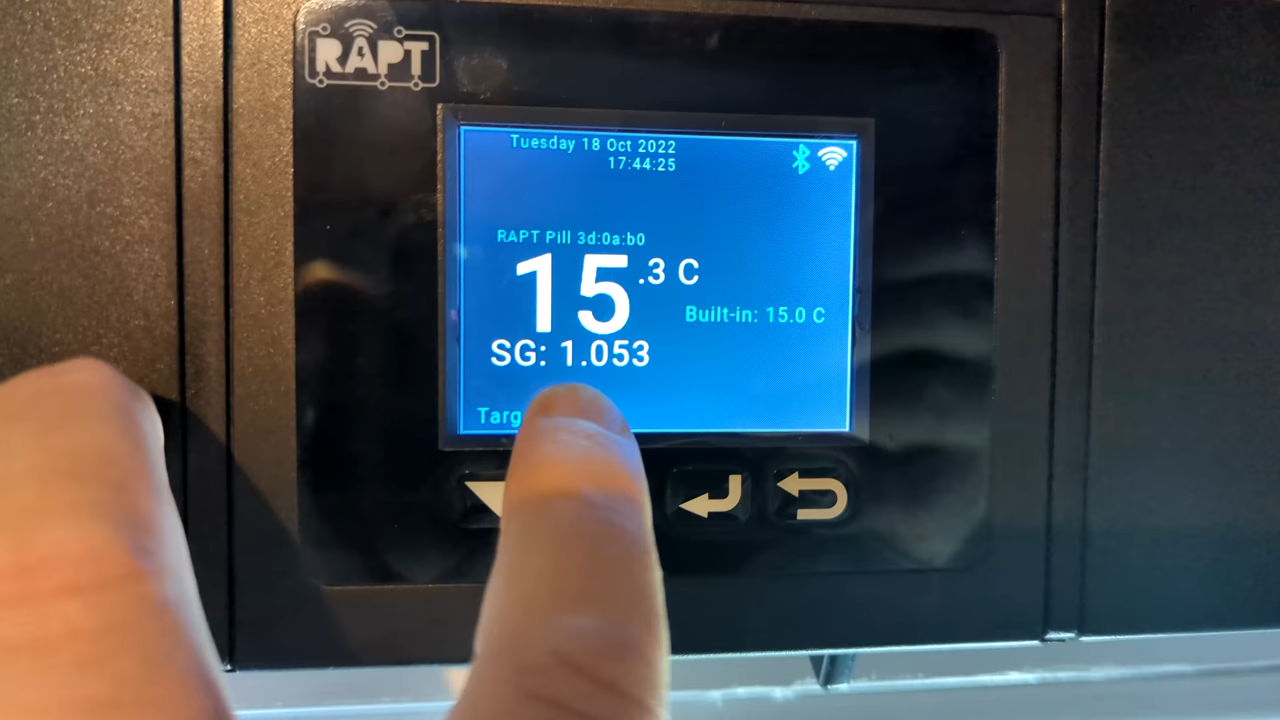 RAPT
Tuesday 18 Oct 2022
17:44:25
RAPT Pill 3d:0a:b0
15.3 C
Built-in: 15.0 C
SG: 1.053